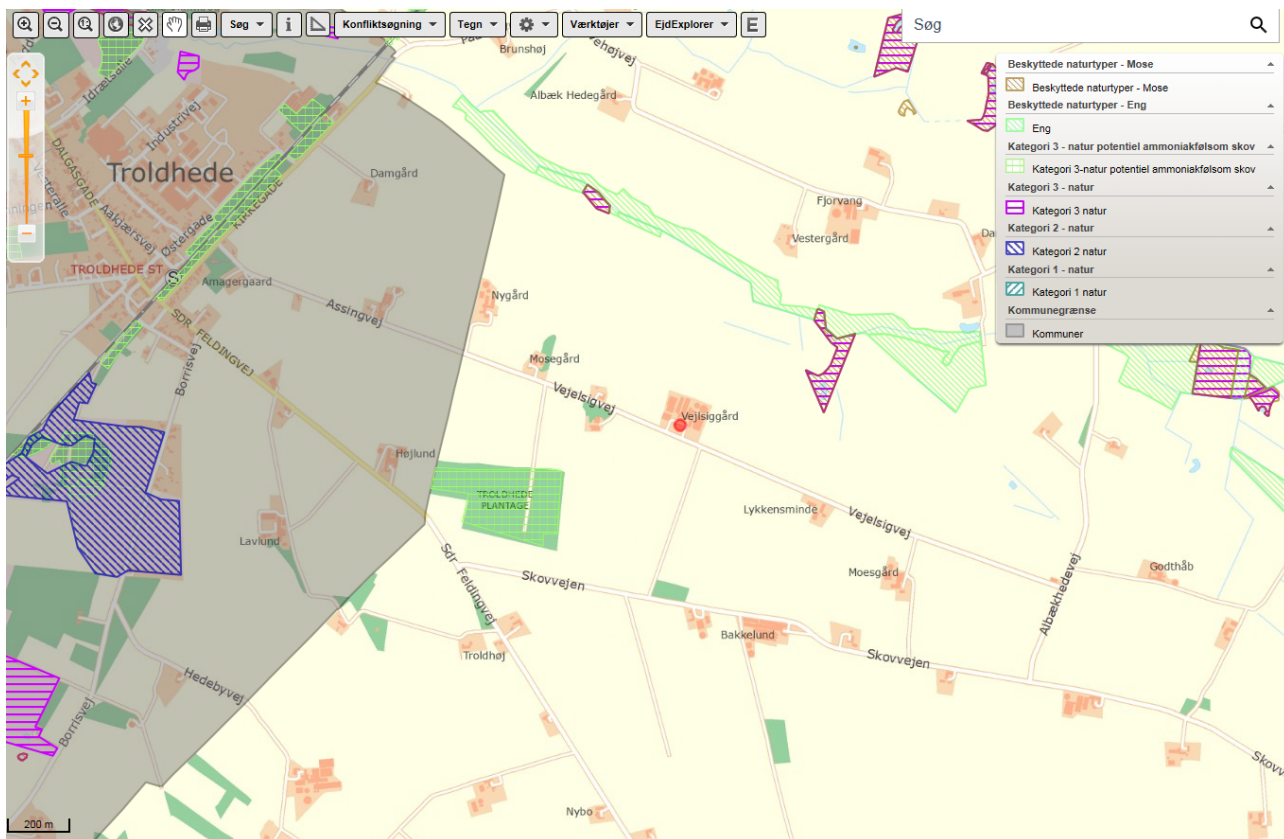 Søg
i
Konfliktsøgning
Tegn
Værktøjer
EjdExplorer
E
Søg
Beskyttede naturtyper - Mose
Beskyttede naturtyper - Mose
Beskyttede naturtyper - Eng
Eng
Kategori 3 - natur potentiel ammoniakfølsom skov
Kategori 3-natur potentiel ammoniakfølsom skov
Kategori 3 - natur
Kategori 3 natur
Kategori 2 - natur
Kategori 2 natur
Kategori 1 - natur
Kategori 1 natur
Kommunegrænse
Kommuner
Brunshøj
Idrætsalle
Albæk Hedegård
Industrivej
Troldhede
DALGASGADE
Damgård
Vesteralle
Aakjærsvej
KIRKEGADE
Fjorvang
Østergade
Vestergård
TROLDHEDE ST.
S
Amagergaard
Nygård
Assingvej
SDR. FELDINGVEJ
Mosegård
Borrisvej
Vejelsigvej
Vejlsiggård
Højlund
TROLDHEDE
PLANTAGE
Lykkensminde
Vejelsigvej
Lavlund
Sdr Feldingvej
Skovvejen
Moesgård
Godthåb
Albækhedevej
Bakkelund
Troldhøj
Skovvejen
Hedebyvej
Borrisvej
Skovvej
Nybo
200 m